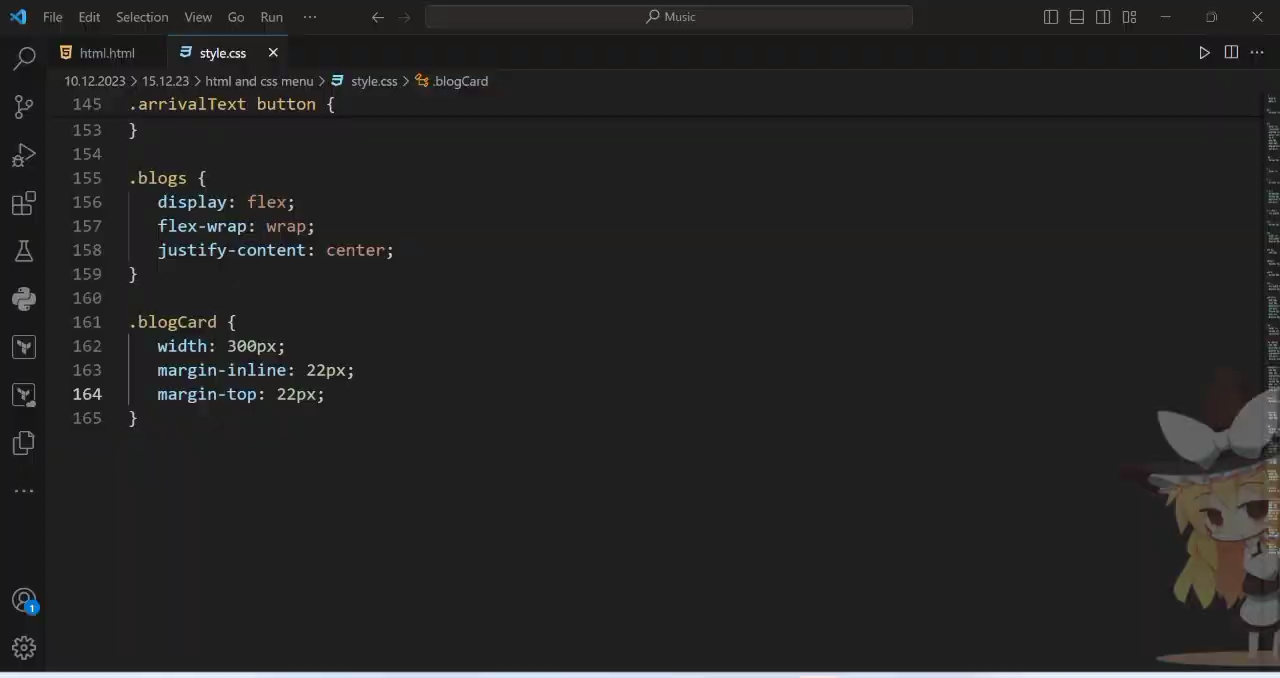 File Edit Selection View Go Run ··· Music
html.html style.css
10.12.2023 > 15.12.23 > html and css menu > style.css > .blogCard
145 .arrivalText button {
153 }
154
155 .blogs {
156 display: flex;
157 flex-wrap: wrap;
158 justify-content: center;
159 }
160
161 .blogCard {
162 width: 300px;
163 margin-inline: 22px;
164 margin-top: 22px;
165 }
1